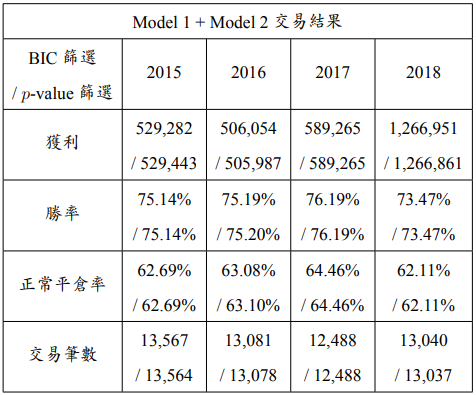 Model 1 + Model 2 交易結果
BIC 篩選
/ p-value 篩選
2015 2016 2017 2018
獲利
529,282 506,054 589,265 1,266,951
/ 529,443 / 505,987 / 589,265 / 1,266,861
勝率
75.14% 75.19% 76.19% 73.47%
/ 75.14% / 75.20% / 76.19% / 73.47%
正常平倉率
62.69% 63.08% 64.46% 62.11%
/ 62.69% / 63.10% / 64.46% / 62.11%
交易筆數
13,567 13,081 12,488 13,040
/ 13,564 / 13,078 / 12,488 / 13,037